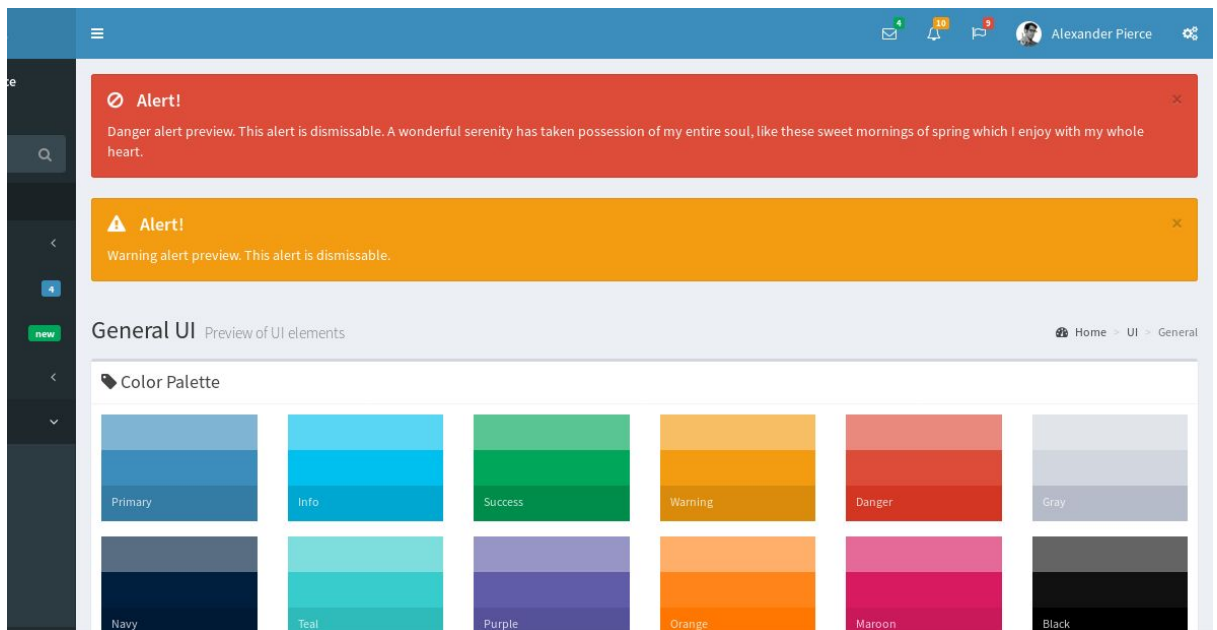 4
10
9
Alexander Pierce
Alert!
×
Danger alert preview. This alert is dismissable. A wonderful serenity has taken possession of my entire soul, like these sweet mornings of spring which I enjoy with my whole
heart.
Alert!
×
Warning alert preview. This alert is dismissable.
4
new
General UI Preview of UI elements
Home > UI > General
Color Palette
Primary
Info
Success
Warning
Danger
Gray
Navy
Teal
Purple
Orange
Maroon
Black